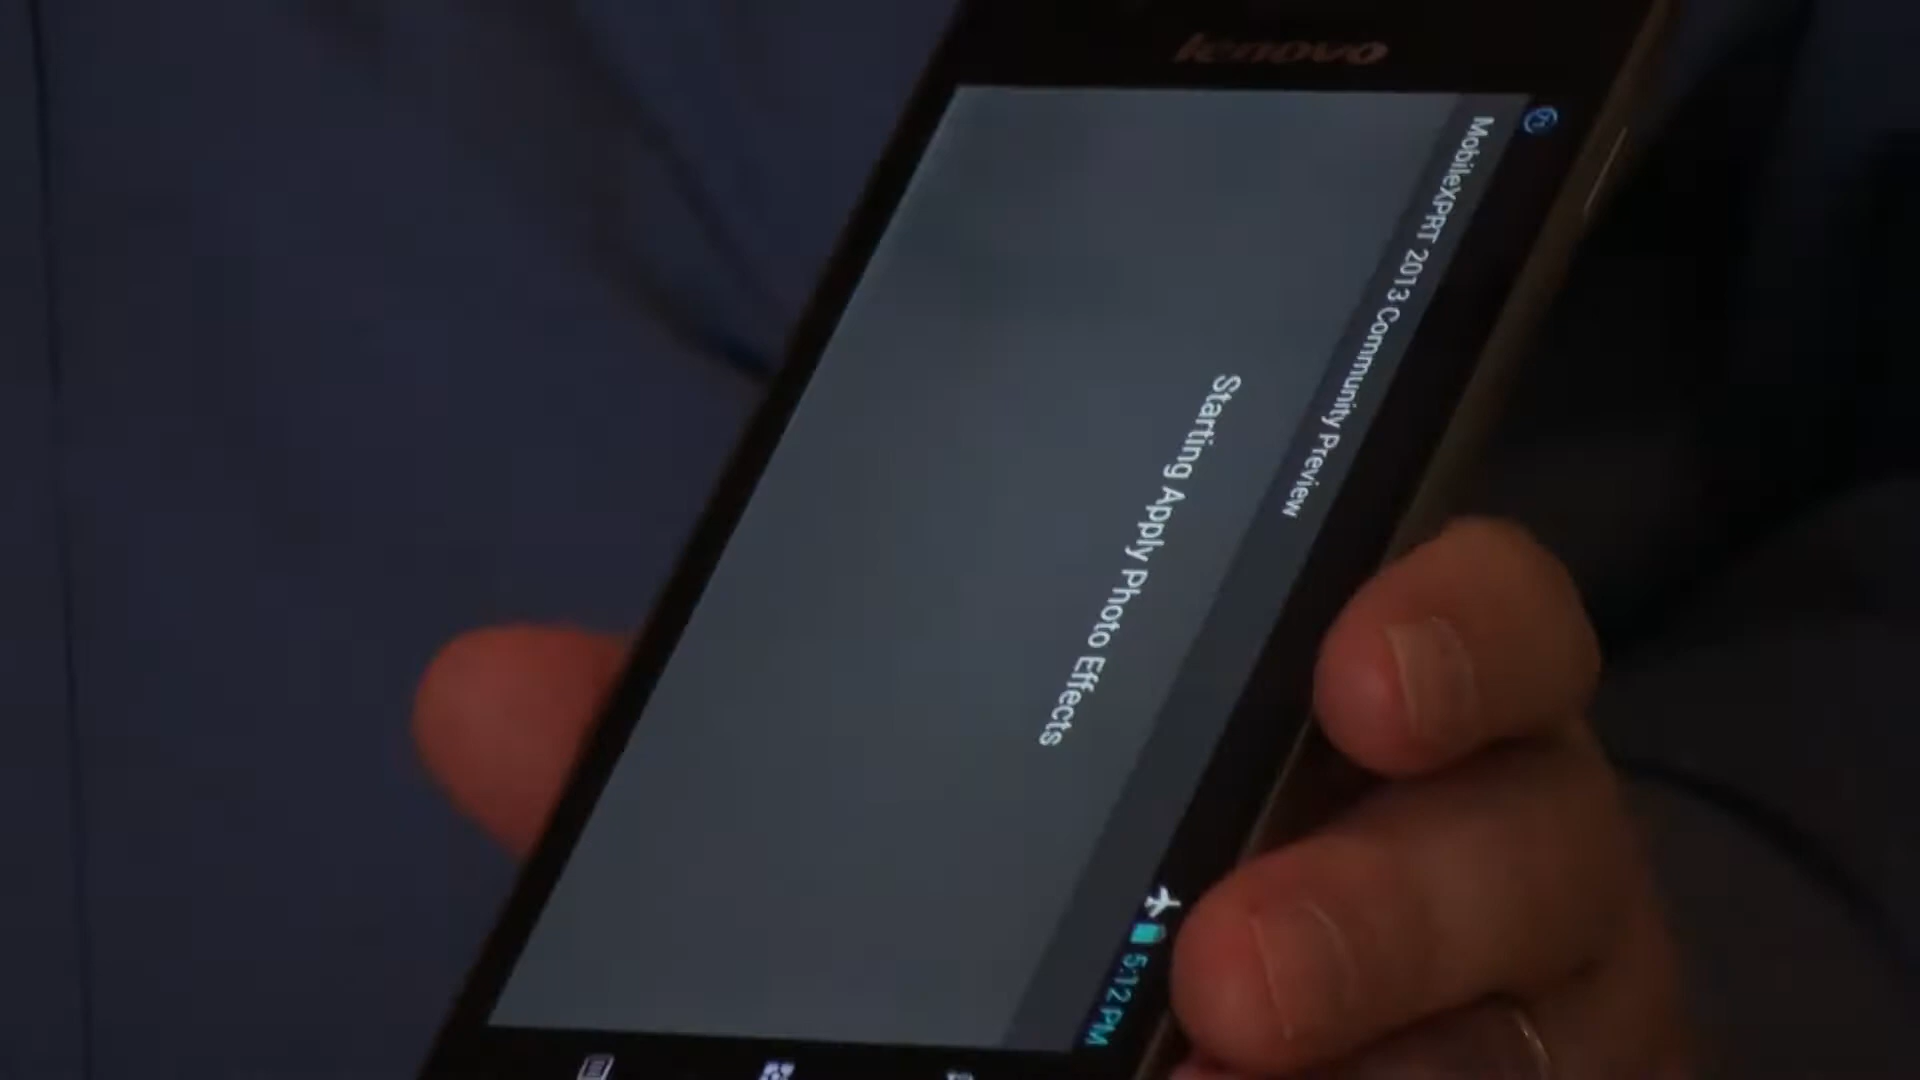 lenovo
5:12 PM
MobileXPRT 2013 Community Preview
Starting Apply Photo Effects